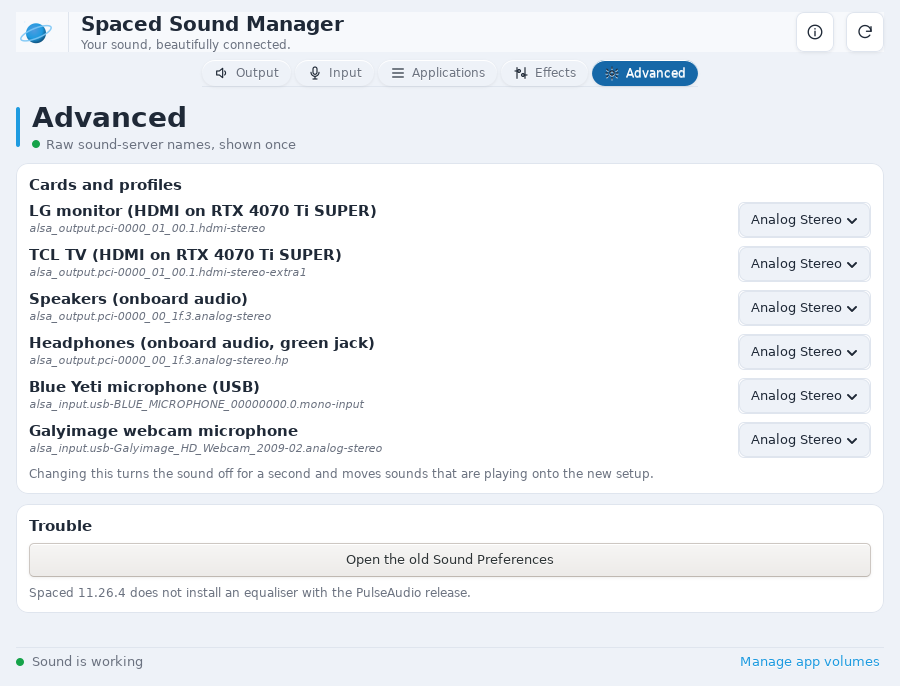 Spaced Sound Manager
Your sound, beautifully connected.
Output
Input
Applications
Effects
Advanced
Advanced
Raw sound-server names, shown once
Cards and profiles
LG monitor (HDMI on RTX 4070 Ti SUPER)
alsa_output.pci-0000_01_00.1.hdmi-stereo
Analog Stereo
TCL TV (HDMI on RTX 4070 Ti SUPER)
alsa_output.pci-0000_01_00.1.hdmi-stereo-extra1
Analog Stereo
Speakers (onboard audio)
alsa_output.pci-0000_00_1f.3.analog-stereo
Analog Stereo
Headphones (onboard audio, green jack)
alsa_output.pci-0000_00_1f.3.analog-stereo.hp
Analog Stereo
Blue Yeti microphone (USB)
alsa_input.usb-BLUE_MICROPHONE_00000000.0.mono-input
Analog Stereo
Galyimage webcam microphone
alsa_input.usb-Galyimage_HD_Webcam_2009-02.analog-stereo
Analog Stereo
Changing this turns the sound off for a second and moves sounds that are playing onto the new setup.
Trouble
Open the old Sound Preferences
Spaced 11.26.4 does not install an equaliser with the PulseAudio release.
Sound is working
Manage app volumes